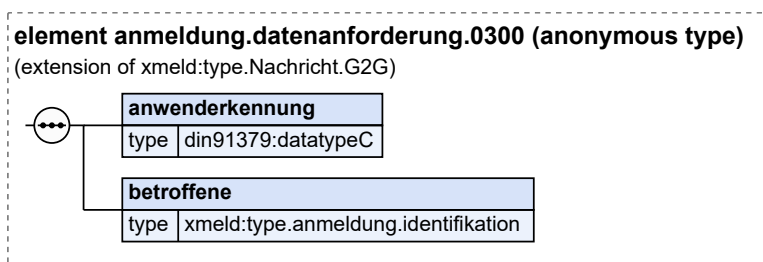 element anmeldung.datenanforderung.0300 (anonymous type)
(extension of xmeld:type.Nachricht.G2G)
anwenderkennung
type din91379:datatypeC
betroffene
type xmeld:type.anmeldung.identifikation